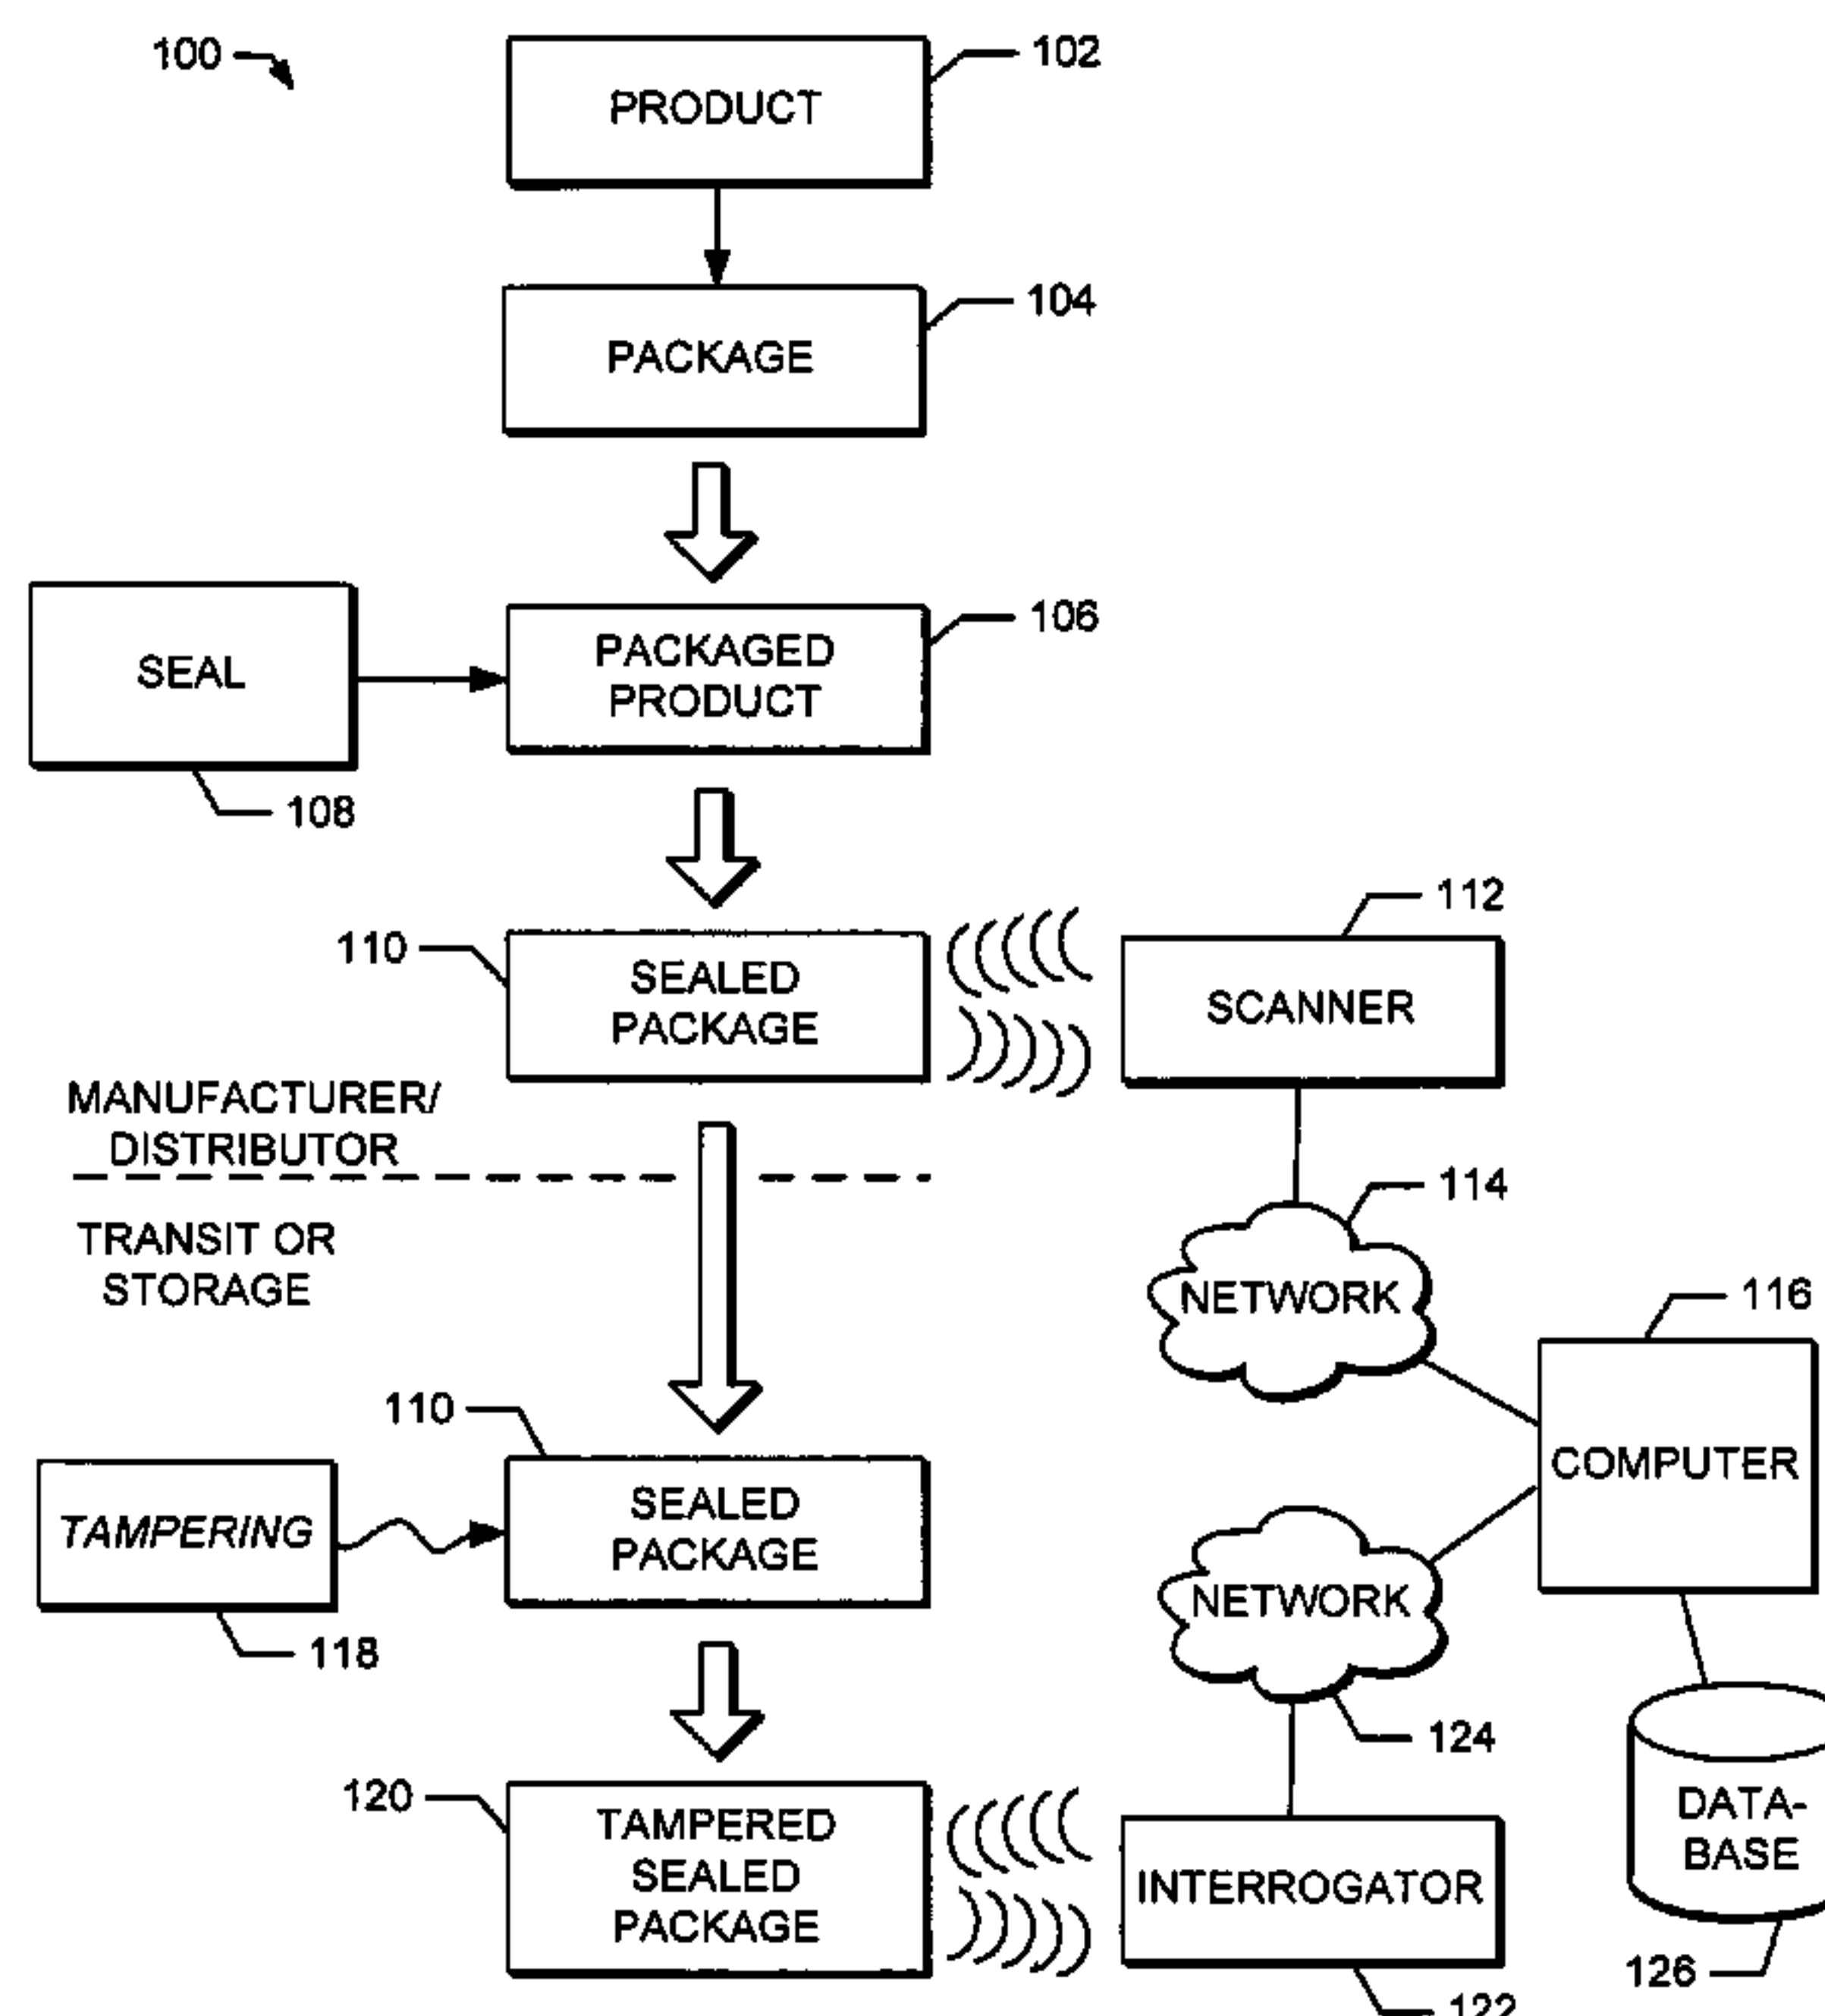 100
102
PRODUCT
104
PACKAGE
106
PACKAGED
PRODUCT
SEAL
108
110
SEALED
PACKAGE
112
SCANNER
MANUFACTURER/
DISTRIBUTOR
TRANSIT OR
STORAGE
114
NETWORK
116
COMPUTER
110
SEALED
PACKAGE
TAMPERING
118
NETWORK
124
120
TAMPERED
SEALED
PACKAGE
INTERROGATOR
122
DATA-
BASE
126